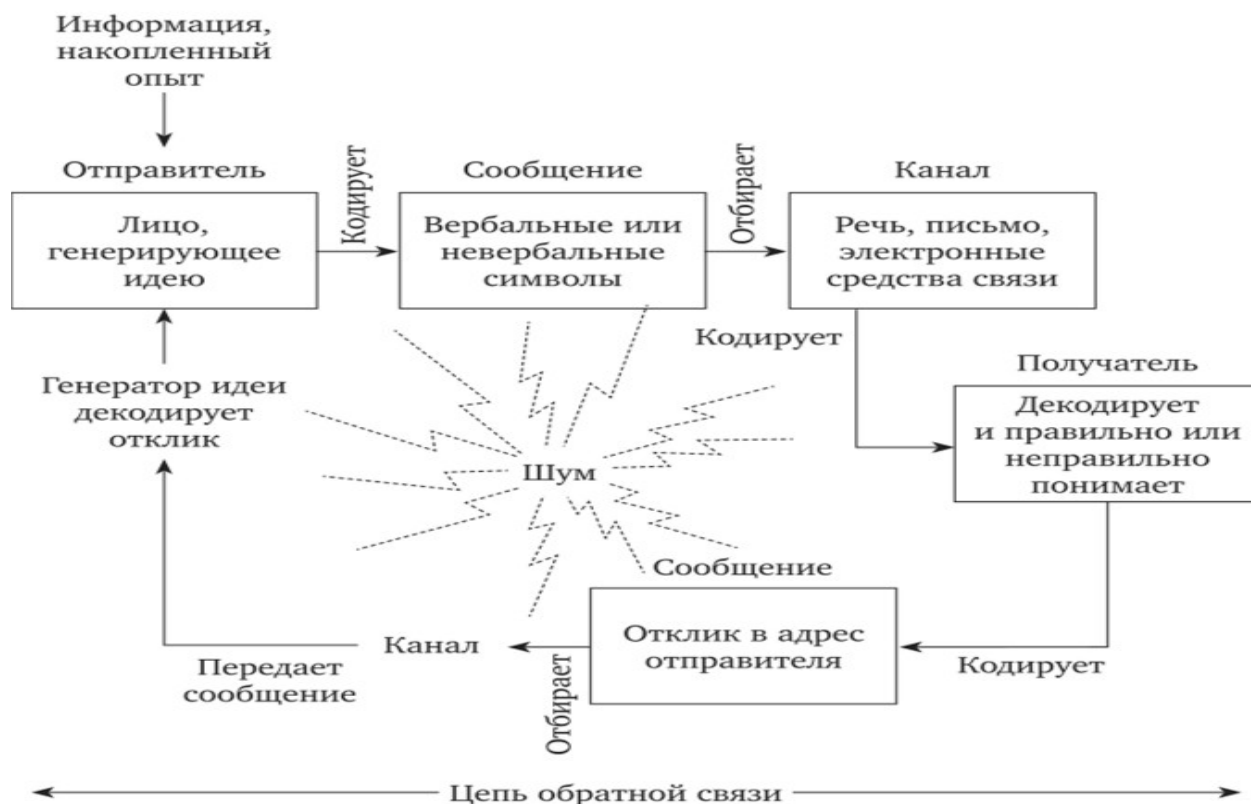 Информация,
накопленный
опыт
Отправитель
Кодирует
Сообщение
Отбирает
Канал
Лицо,
генерирующее
идею
Вербальные или
невербальные
символы
Речь, письмо,
электронные
средства связи
Кодирует
Получатель
Декодирует
и правильно или
неправильно
понимает
Генератор идеи
декодирует
отклик
Шум
Сообщение
Отклик в адрес
отправителя
Кодирует
Отбирает
Канал
Передает
сообщение
Цепь обратной связи